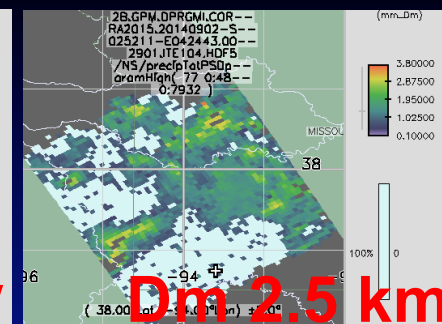 2B.GPM.DPRGMI.COR--
RA2015.20140902-S--
025211-E042443.00--
2901.ITE104.HDF5
/NS/precipTotPSDp--
aramHigh( 77 0:48--
0:7932 )
(mm_Dm)
3.80000
2.87500
1.95000
1.02500
0.10000
MISSOU
38
100%
0
96
-94
-9
Dm 2.5 km
( 38.00